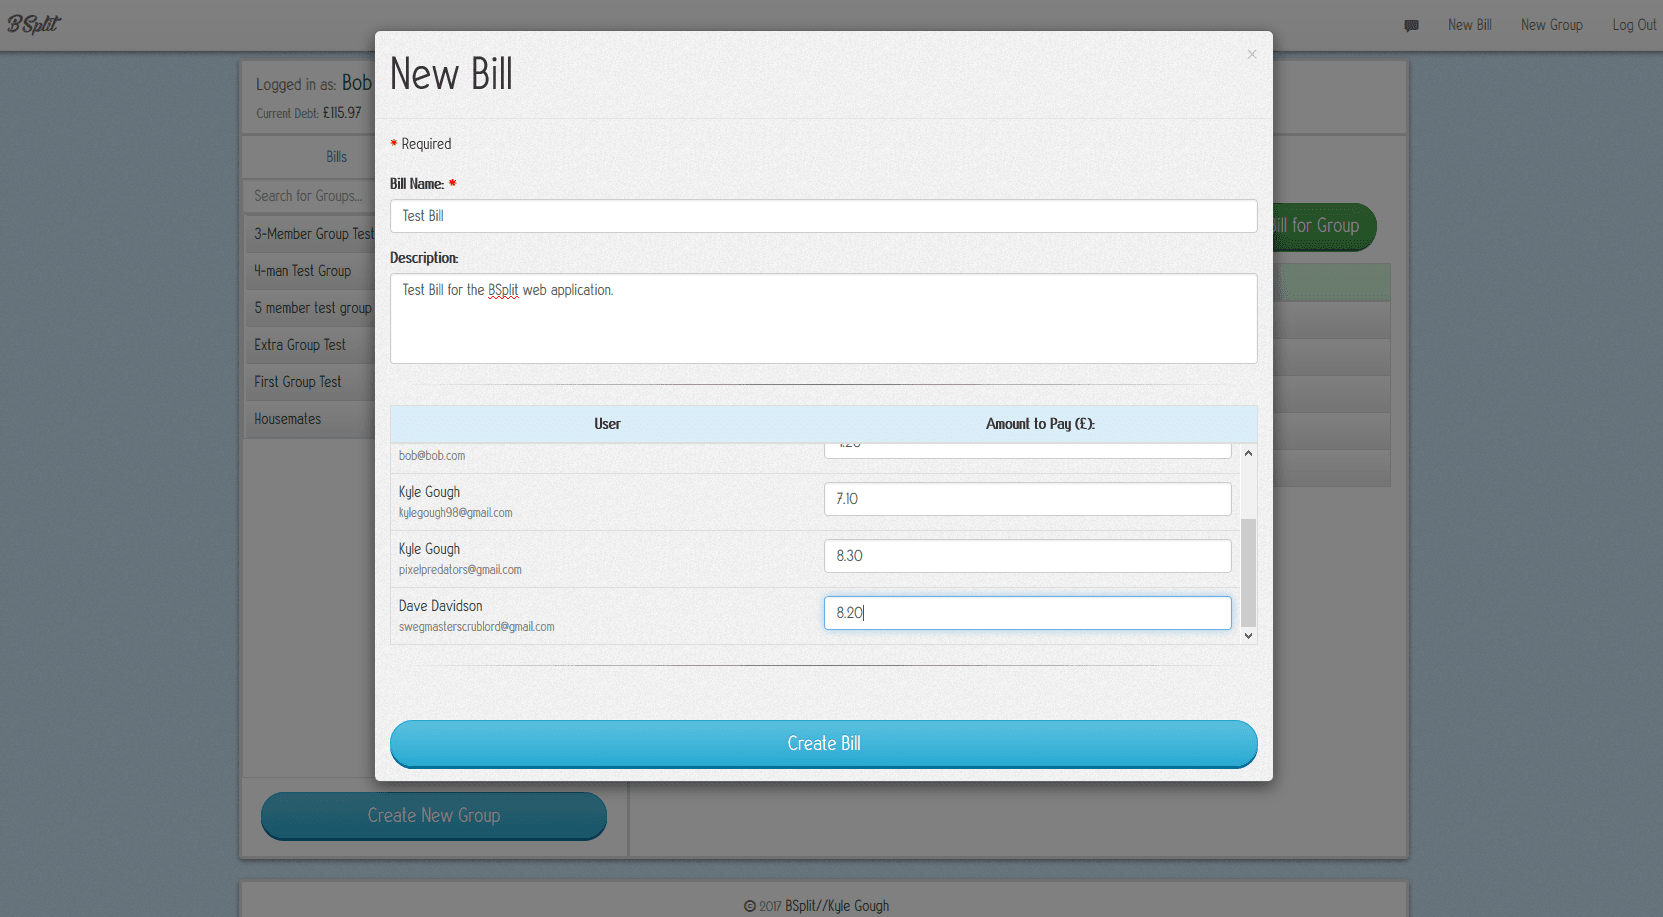 BSplit
New Bill
New Group
Log Out
Logged in as: Bob
Current Debt: £115.97
Bills
Search for Groups...
3-Member Group Test
4-man Test Group
5 member test group
Extra Group Test
First Group Test
Housemates
Create New Group
Bill for Group
New Bill
×
* Required
Bill Name: *
Test Bill
Description:
Test Bill for the BSplit web application.
User
Amount to Pay (£):
bob@bob.com
Kyle Gough
kylegough98@gmail.com
7.10
Kyle Gough
pixelpredators@gmail.com
8.30
Dave Davidson
swegmasterscrublord@gmail.com
8.20
Create Bill
© 2017 BSplit//Kyle Gough